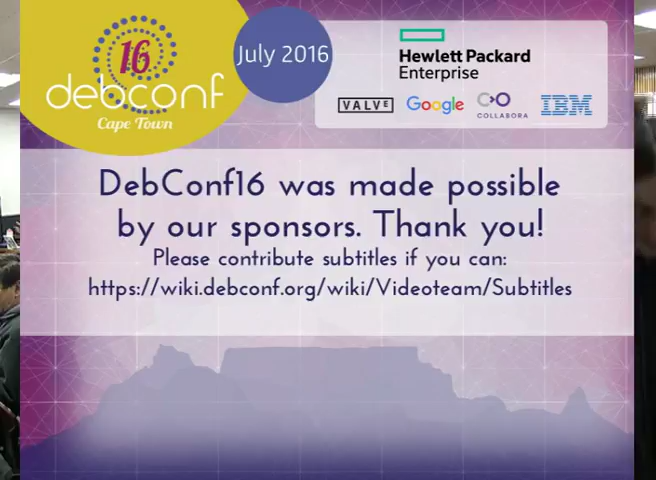 16
debconf
Cape Town
July 2016
Hewlett Packard
Enterprise
VALVE Google COLLABORA IBM
DebConf16 was made possible
by our sponsors. Thank you!
Please contribute subtitles if you can:
https://wiki.debconf.org/wiki/Videoteam/Subtitles